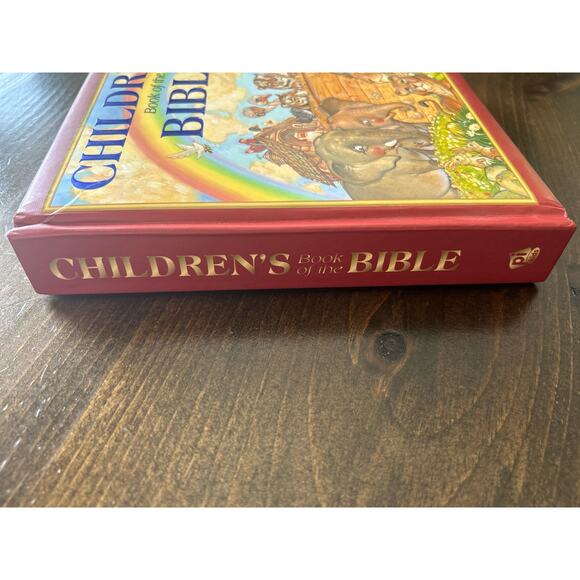 CHILDR
Book of the
BIBL
CHILDREN'S Book of the BIBLE